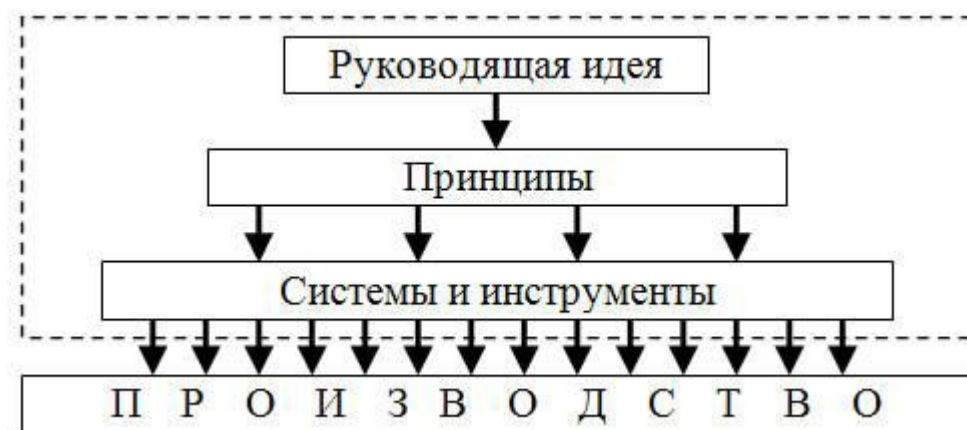 Руководящая идея
Принципы
Системы и инструменты
П Р О И З В О Д С Т В О